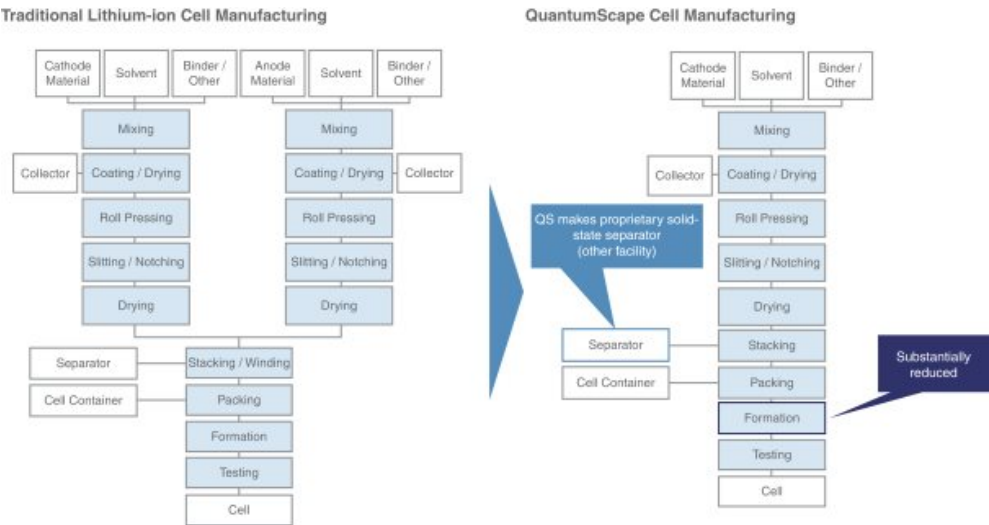 Traditional Lithium-ion Cell Manufacturing
Cathode
Material
Solvent
Binder /
Other
Anode
Material
Solvent
Binder /
Other
Mixing
Mixing
Collector
Coating / Drying
Coating / Drying
Collector
Roll Pressing
Roll Pressing
Slitting / Notching
Slitting / Notching
Drying
Drying
Separator
Stacking / Winding
Cell Container
Packing
Formation
Testing
Cell
QuantumScape Cell Manufacturing
Cathode
Material
Solvent
Binder /
Other
Mixing
Collector
Coating / Drying
Roll Pressing
QS makes proprietary solid-
state separator
(other facility)
Slitting / Notching
Drying
Separator
Stacking
Cell Container
Packing
Substantially
reduced
Formation
Testing
Cell